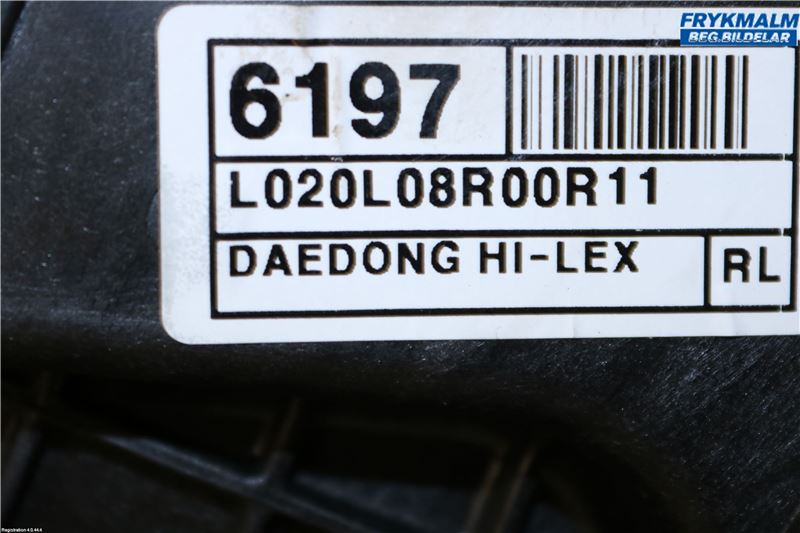 FRYKMALM
BEG.BILDELAR
6197
L020L08R00R11
DAEDONG HI-LEX
RL
Registration 4.0.44.4